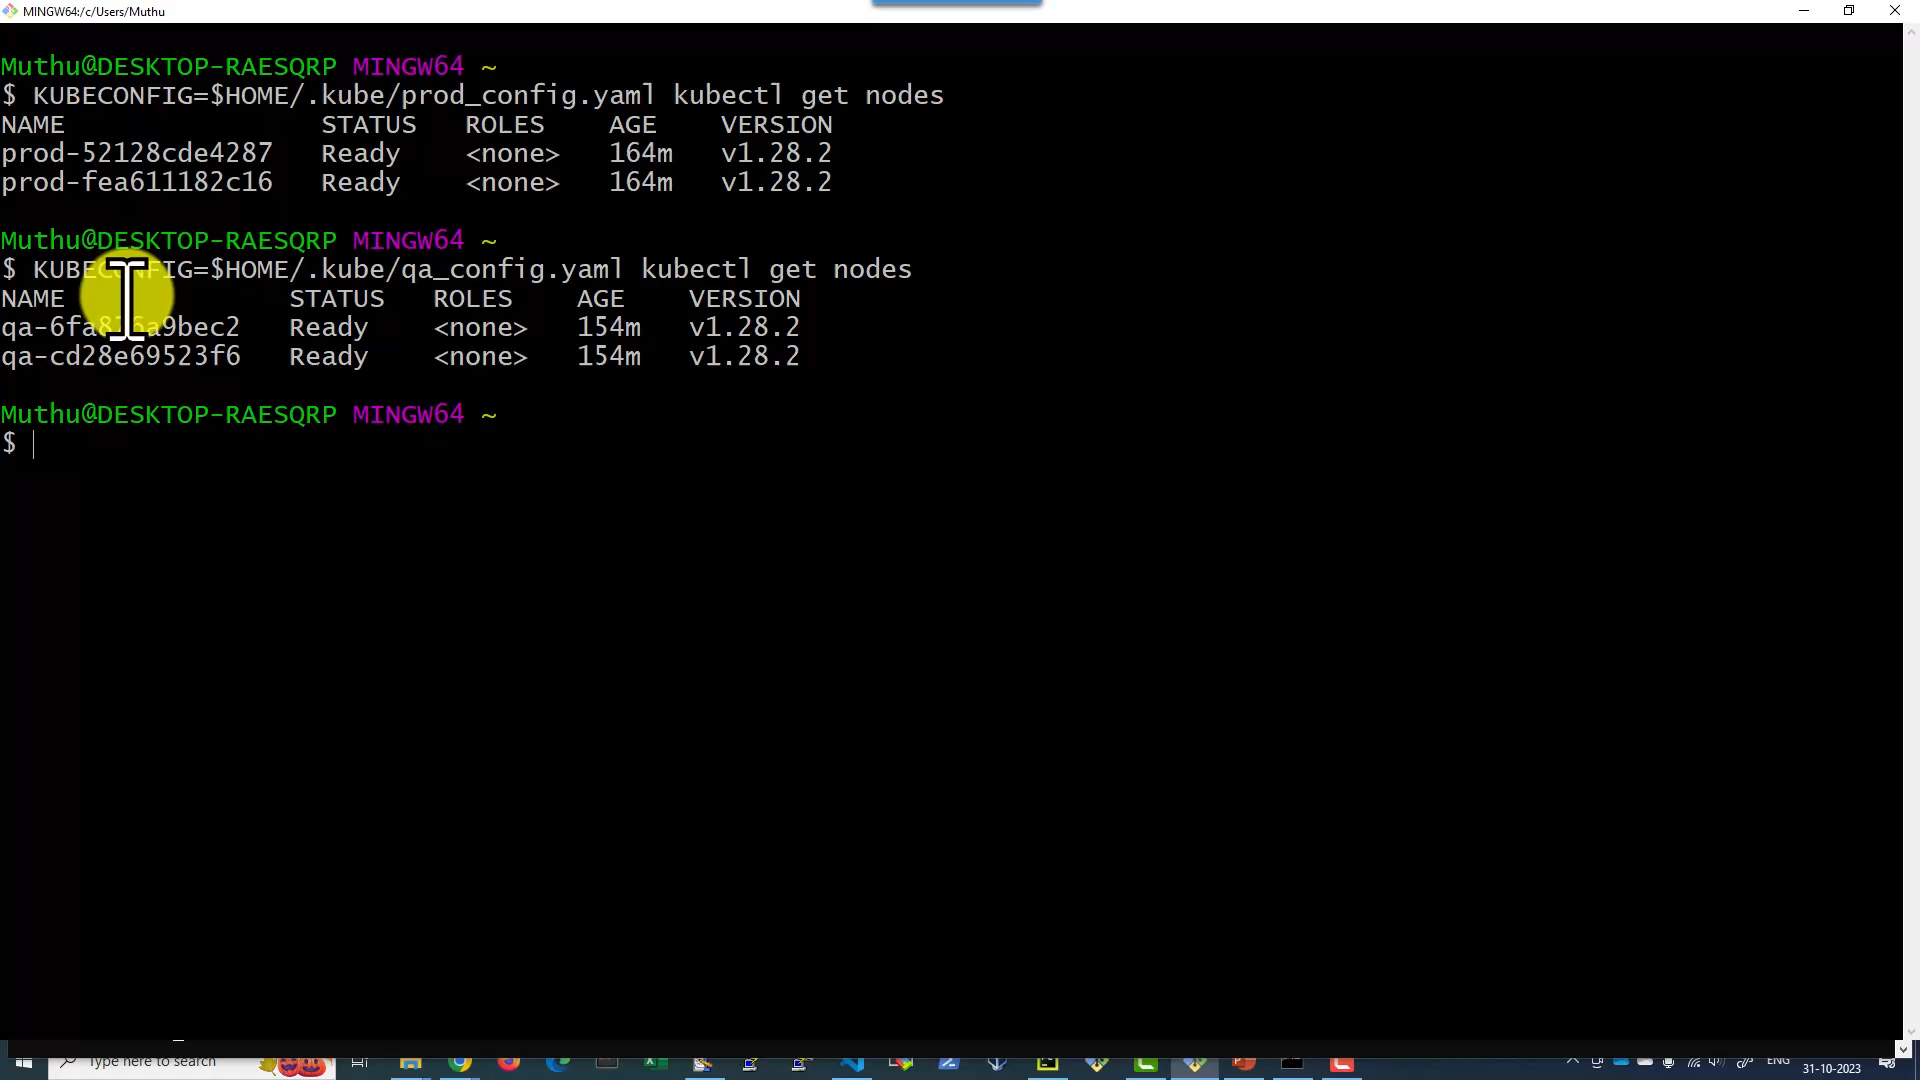 MINGW64:/c/Users/Muthu
Muthu@DESKTOP-RAESQRP MINGW64 ~
$ KUBECONFIG=$HOME/.kube/prod_config.yaml kubectl get nodes
NAME STATUS ROLES AGE VERSION
prod-52128cde4287 Ready <none> 164m v1.28.2
prod-fea611182c16 Ready <none> 164m v1.28.2
Muthu@DESKTOP-RAESQRP MINGW64 ~
$ KUBECONFIG=$HOME/.kube/qa_config.yaml kubectl get nodes
NAME STATUS ROLES AGE VERSION
qa-6fa876a9bec2 Ready <none> 154m v1.28.2
qa-cd28e69523f6 Ready <none> 154m v1.28.2
Muthu@DESKTOP-RAESQRP MINGW64 ~
$
Type here to search
ENG
31-10-2023